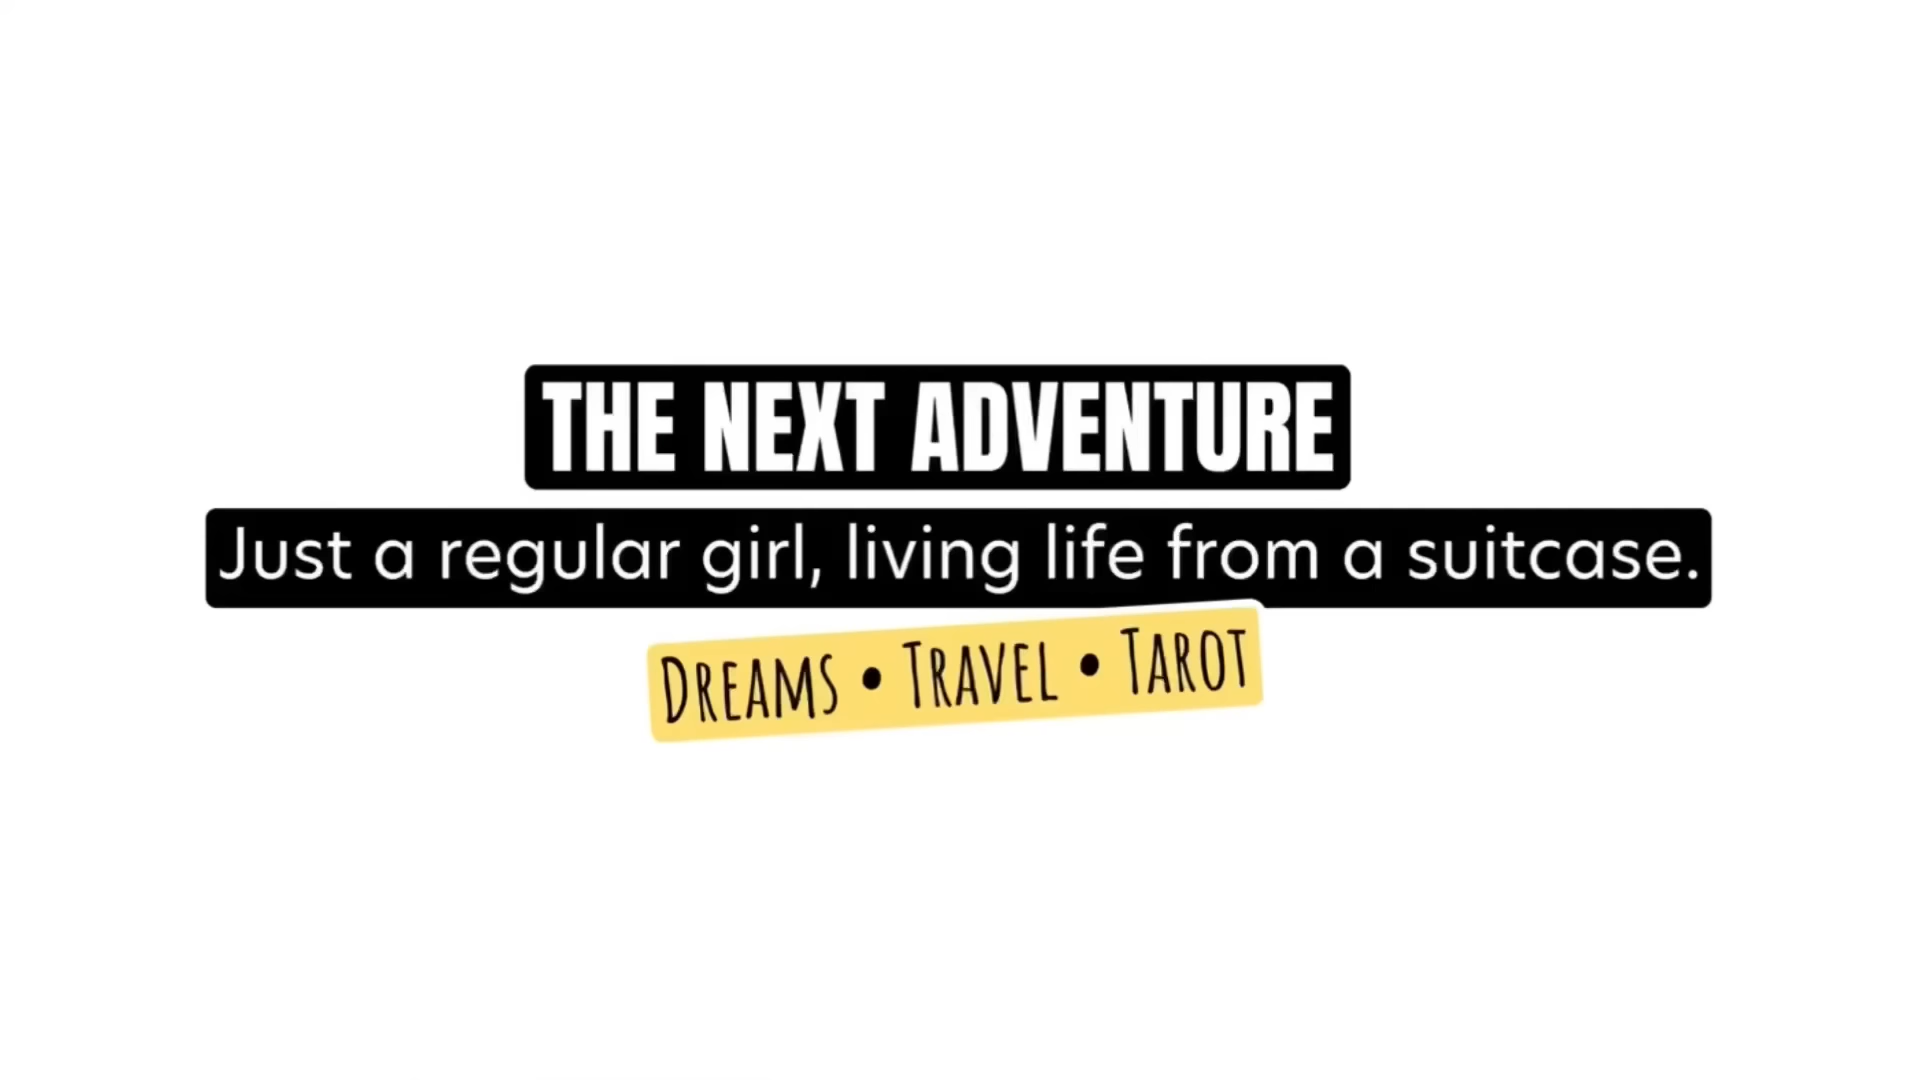 THE NEXT ADVENTURE
Just a regular girl, living life from a suitcase.
Dreams • Travel • Tarot